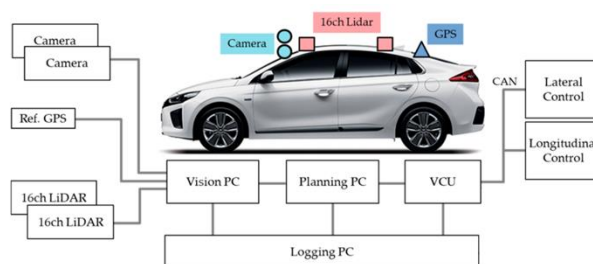 16ch Lidar
Camera
GPS
Camera
Camera
CAN
Lateral
Control
Ref. GPS
Longitudinal
Control
Vision PC
Planning PC
VCU
16ch LiDAR
16ch LiDAR
Logging PC